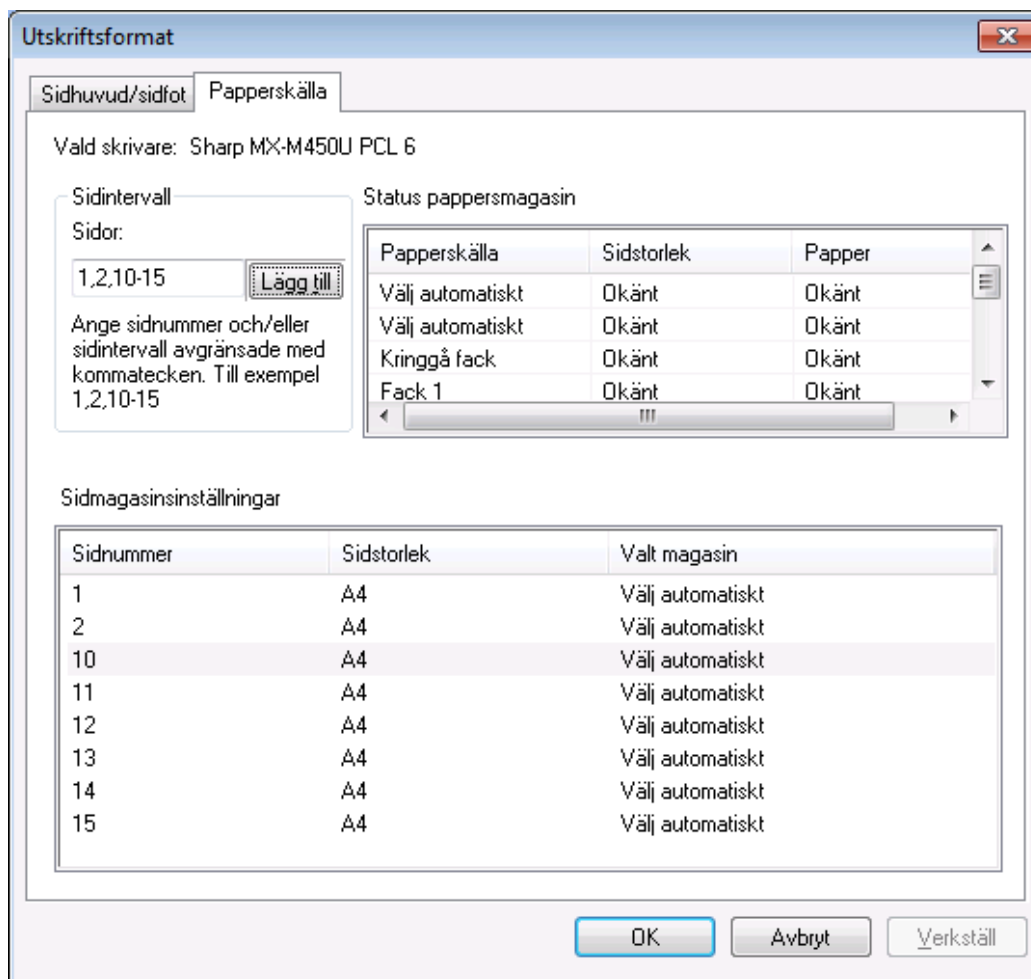 Utskriftsformat
Sidhuvud/sidfot Papperskälla
Vald skrivare: Sharp MX-M450U PCL 6
Sidintervall
Sidor:
1,2,10-15 Lägg till
Ange sidnummer och/eller
sidintervall avgränsade med
kommatecken. Till exempel
1,2,10-15
Status pappersmagasin
Papperskälla Sidstorlek Papper
Välj automatiskt Okänt Okänt
Välj automatiskt Okänt Okänt
Kringgå fack Okänt Okänt
Fack 1 Okänt Okänt
Sidmagasinsinställningar
Sidnummer Sidstorlek Valt magasin
1 A4 Välj automatiskt
2 A4 Välj automatiskt
10 A4 Välj automatiskt
11 A4 Välj automatiskt
12 A4 Välj automatiskt
13 A4 Välj automatiskt
14 A4 Välj automatiskt
15 A4 Välj automatiskt
OK Avbryt Verkställ